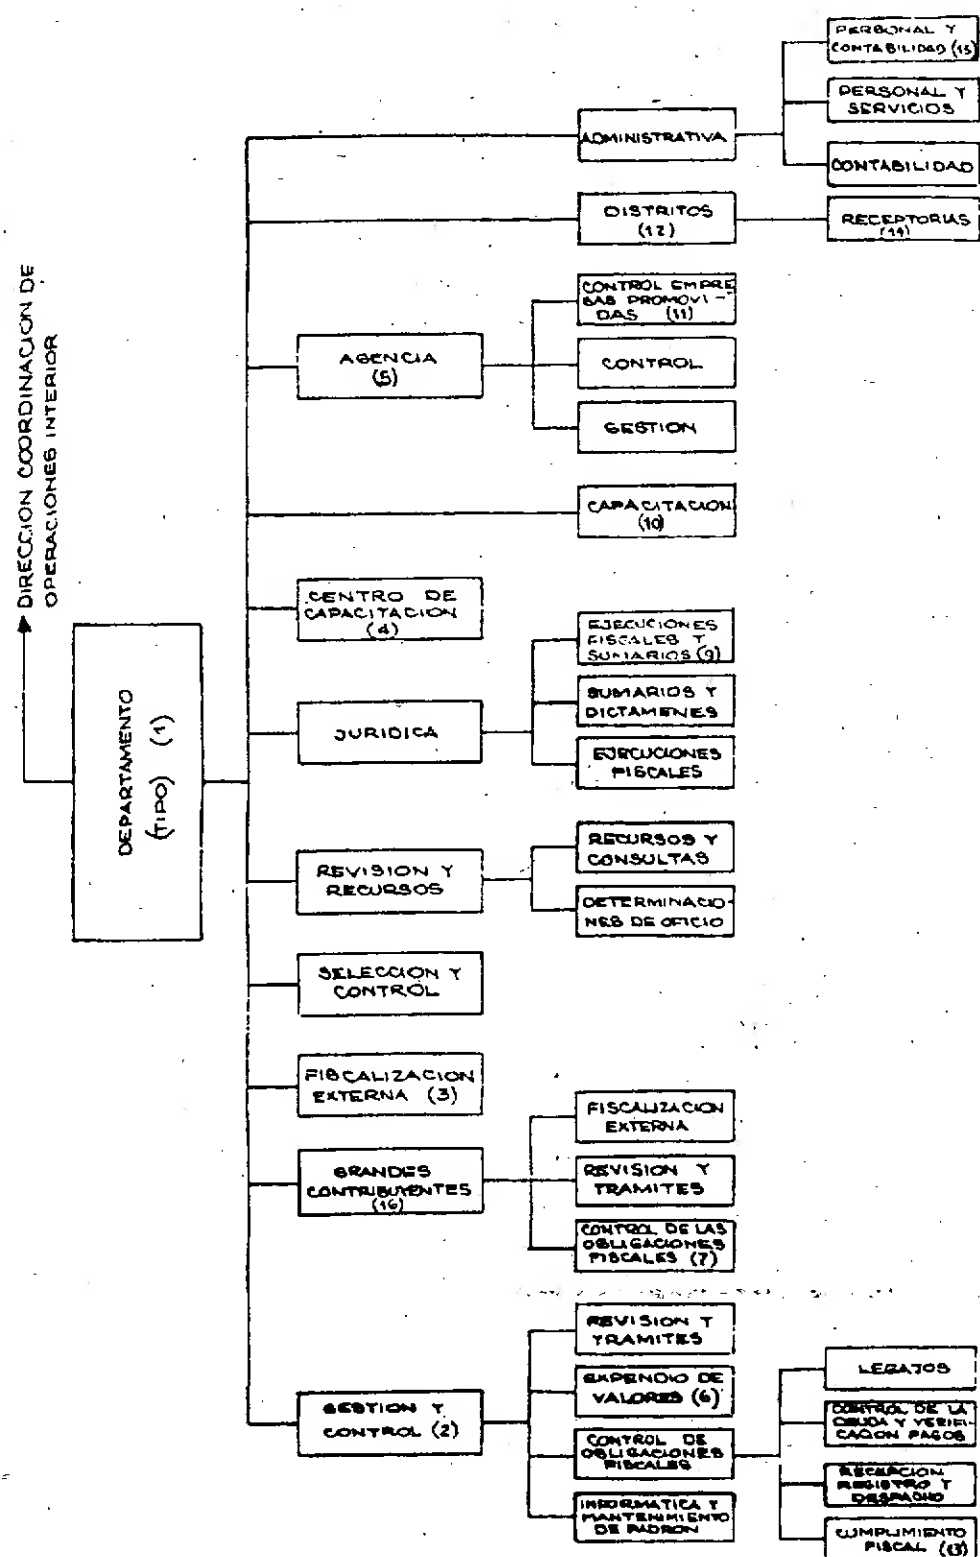 DIRECCION COORDINACION DE
OPERACIONES INTERIOR
DEPARTAMENTO
(TIPO) (1)
ADMINISTRATIVA
PERSONAL Y
CONTABILIDAD (15)
PERSONAL Y
SERVICIOS
CONTABILIDAD
DISTRITOS
(12)
RECEPTORIAS
(14)
AGENCIA
(5)
CONTROL EMPRE
SAS PROMOVI-
DAS (11)
CONTROL
GESTION
CAPACITACION
(10)
CENTRO DE
CAPACITACION
(4)
JURIDICA
EJECUCIONES
FISCALES Y
SUMARIOS (9)
SUMARIOS Y
DICTAMENES
EJECUCIONES
FISCALES
REVISION Y
RECURSOS
RECURSOS Y
CONSULTAS
DETERMINACIO-
NES DE OFICIO
SELECCION Y
CONTROL
FISCALIZACION
EXTERNA (3)
GRANDES
CONTRIBUYENTES
(16)
FISCALIZACION
EXTERNA
REVISION Y
TRAMITES
CONTROL DE LAS
OBLIGACIONES
FISCALES (7)
GESTION Y
CONTROL (2)
REVISION Y
TRAMITES
EXPENDIO DE
VALORES (6)
CONTROL DE
OBLIGACIONES
FISCALES
INFORMATICA Y
MANTENIMIENTO
DE PADRON
LEGAJOS
CONTROL DE LA
DEUDA Y VERIFI-
CACION PAGOS
RECEPCION
REGISTRO Y
DESPACHO
CUMPLIMIENTO
FISCAL (13)